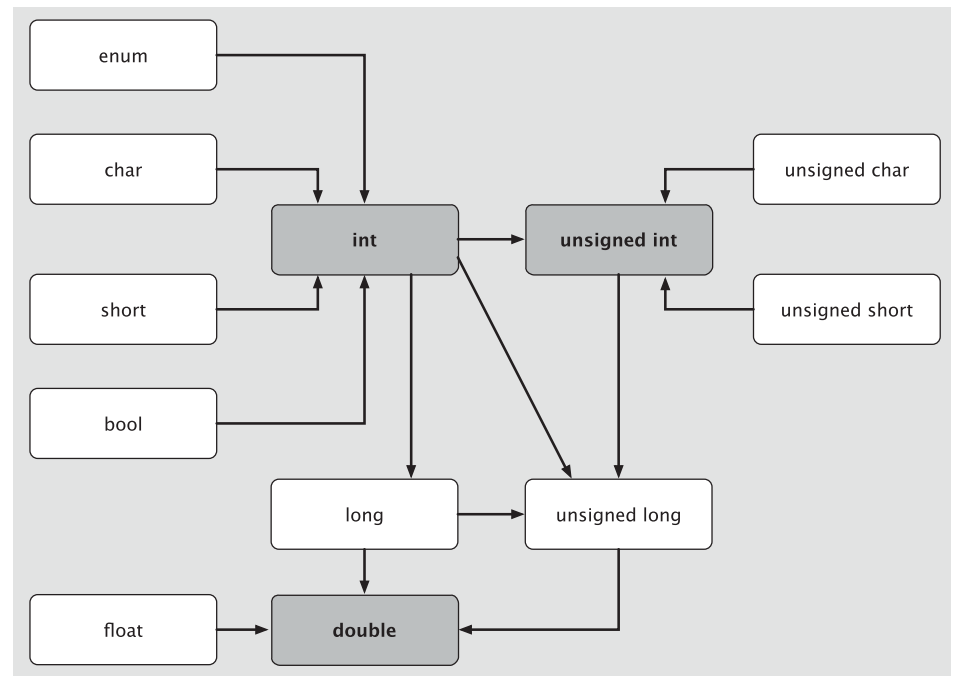 enum
char
unsigned char
int
unsigned int
short
unsigned short
bool
long
unsigned long
float
double